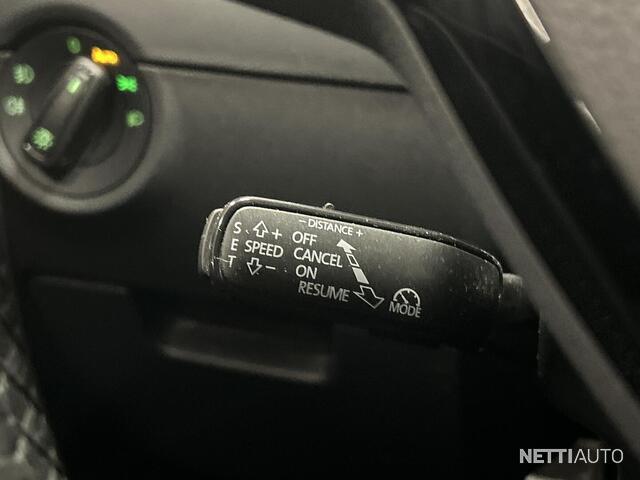 - DISTANCE +
S
E
T
+
SPEED
-
OFF
CANCEL
ON
RESUME
MODE
NETTIAUTO